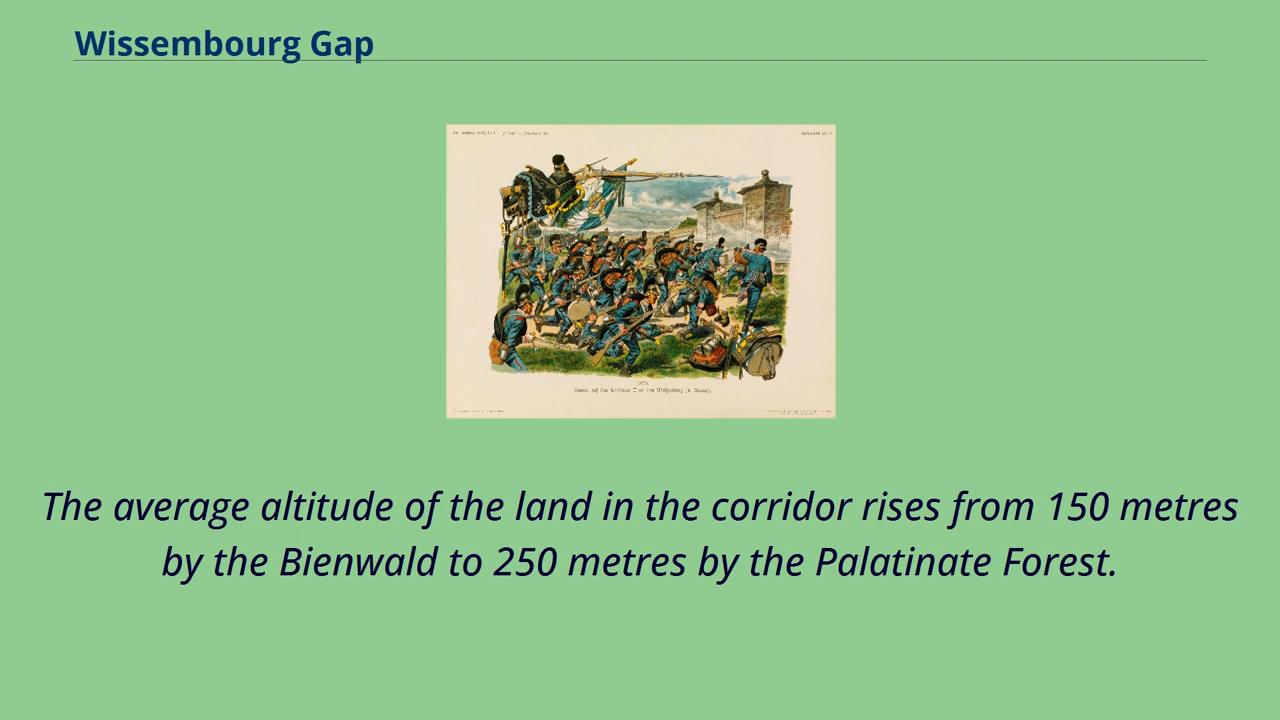 Wissembourg Gap
The average altitude of the land in the corridor rises from 150 metres
by the Bienwald to 250 metres by the Palatinate Forest.